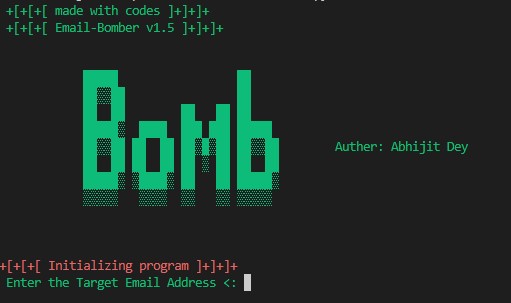 +[+[+[ made with codes ]+]+]+
+[+[+[ Email-Bomber v1.5 ]+]+]+
Bomb
Auther: Abhijit Dey
+[+[+[ Initializing program ]+]+]+
Enter the Target Email Address <: